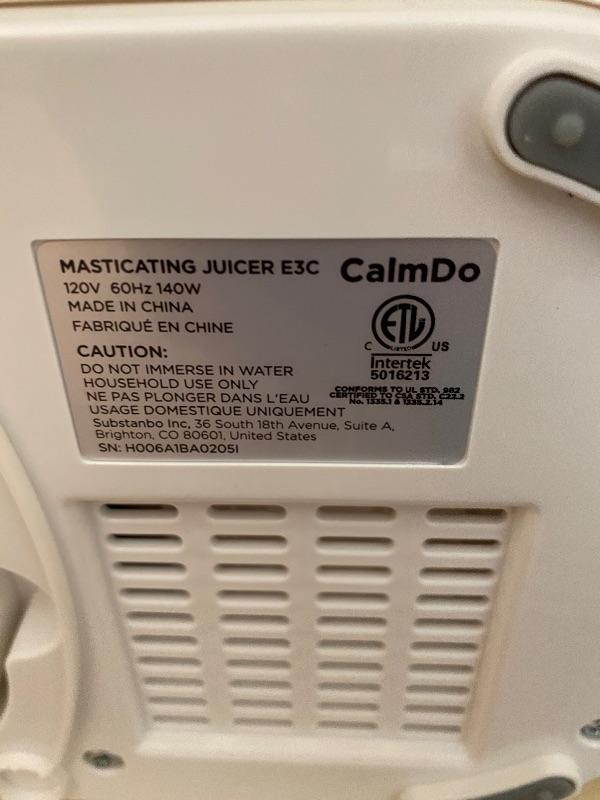 MASTICATING JUICER E3C
CalmDo
120V 60Hz 140W
MADE IN CHINA
FABRIQUÉ EN CHINE
ETL
LISTED
C US
Intertek
5016213
CONFORMS TO UL STD. 982
CERTIFIED TO CSA STD. C22.2
No. 1335.1 & 1335.2.14
CAUTION:
DO NOT IMMERSE IN WATER
HOUSEHOLD USE ONLY
NE PAS PLONGER DANS L'EAU
USAGE DOMESTIQUE UNIQUEMENT
Substanbo Inc, 36 South 18th Avenue, Suite A,
Brighton, CO 80601, United States
SN: H006A1BA0205I